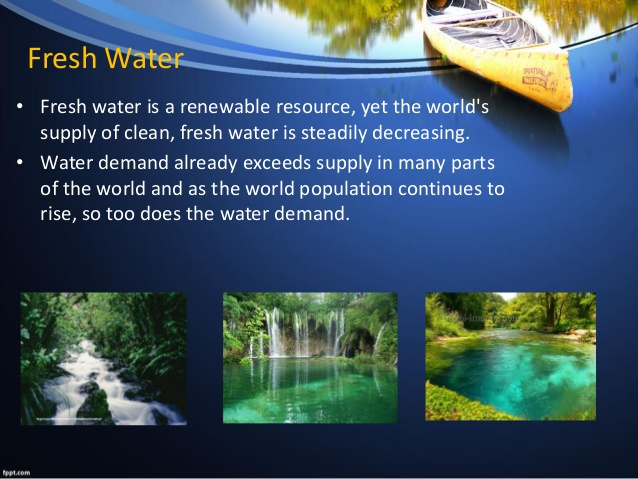 Fresh Water
• Fresh water is a renewable resource, yet the world's
supply of clean, fresh water is steadily decreasing.
• Water demand already exceeds supply in many parts
of the world and as the world population continues to
rise, so too does the water demand.
fppt.com